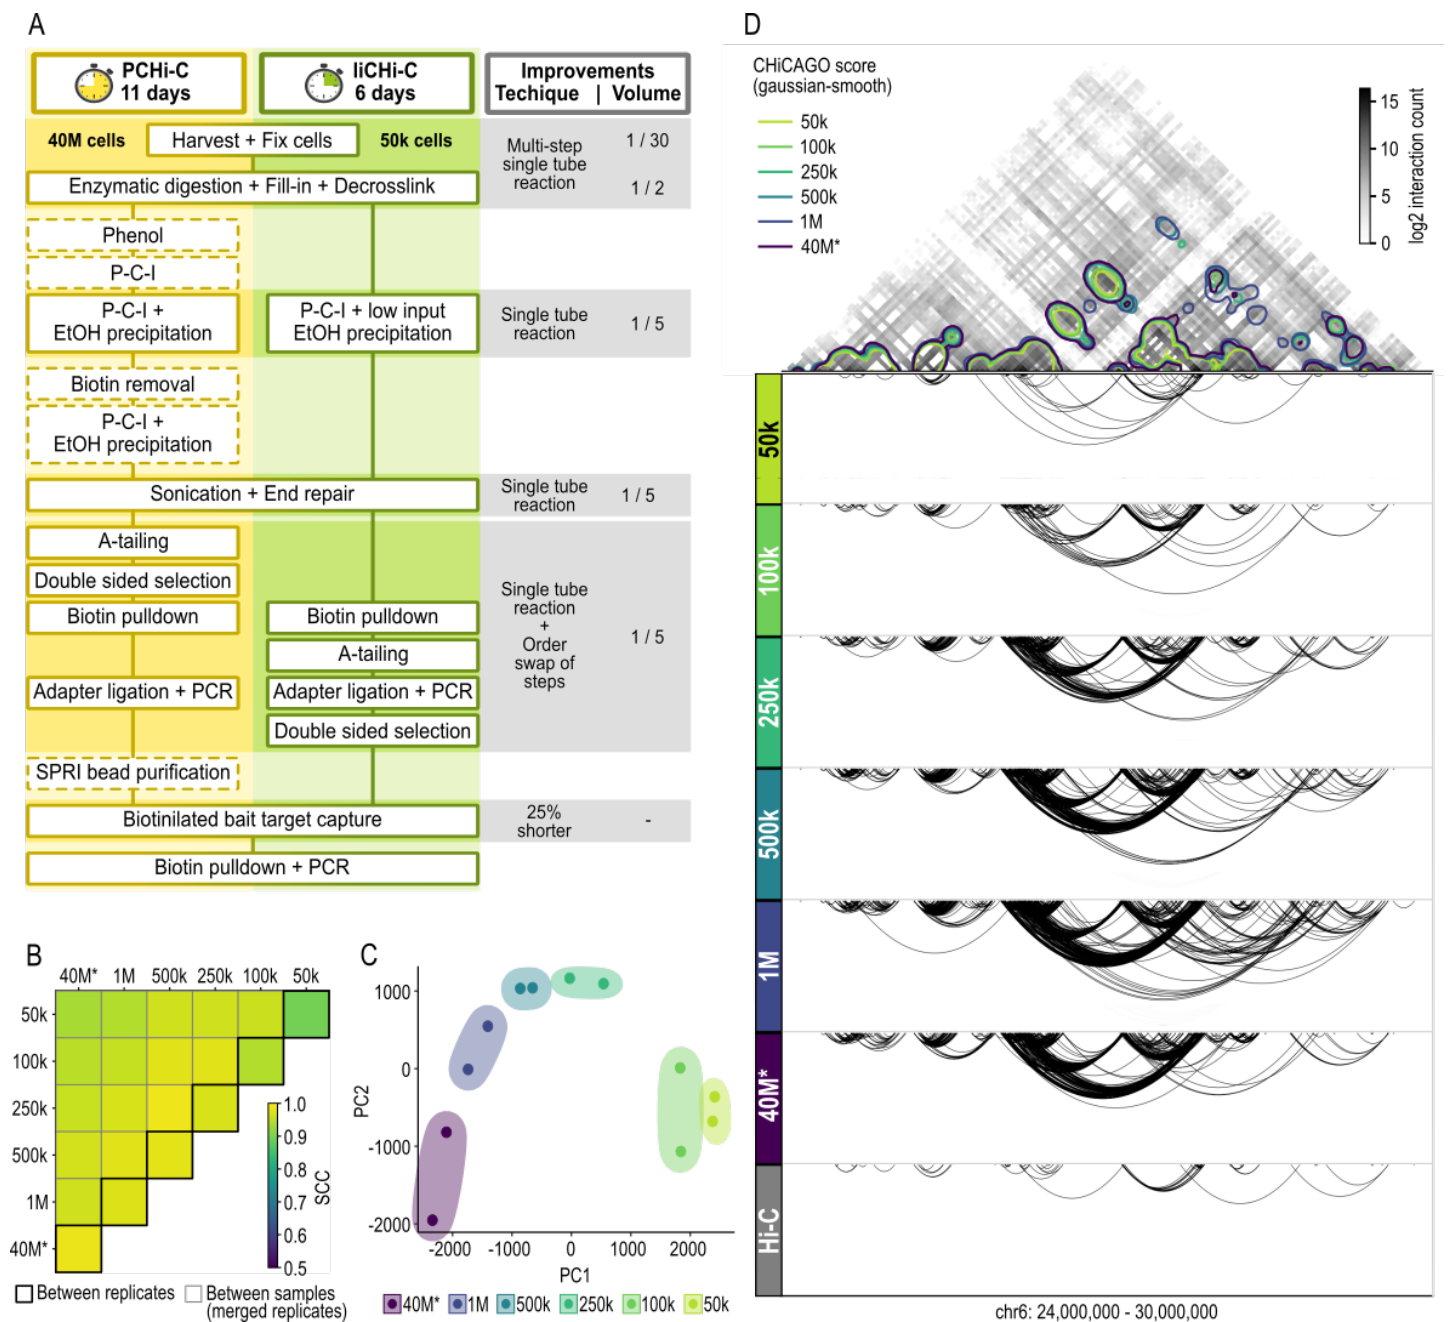 A
PCHi-C
11 days
liCHi-C
6 days
Improvements
Techique | Volume
40M cells
Harvest + Fix cells
50k cells
Multi-step
single tube
reaction
1 / 30
Enzymatic digestion + Fill-in + Decrosslink
1 / 2
Phenol
P-C-I
P-C-I +
EtOH precipitation
P-C-I + low input
EtOH precipitation
Single tube
reaction
1 / 5
Biotin removal
P-C-I +
EtOH precipitation
Sonication + End repair
Single tube
reaction
1 / 5
A-tailing
Double sided selection
Biotin pulldown
Adapter ligation + PCR
Biotin pulldown
A-tailing
Adapter ligation + PCR
Double sided selection
Single tube
reaction
+
Order
swap of
steps
1 / 5
SPRI bead purification
Biotinilated bait target capture
25%
shorter
-
Biotin pulldown + PCR
B
40M* 1M 500k 250k 100k 50k
50k
100k
250k
500k
1M
40M*
1.0
0.9
0.8
0.7
0.6
0.5
SCC
Between replicates
Between samples
(merged replicates)
C
PC2
1000
0
-1000
-2000
-2000 -1000 0 1000 2000
PC1
40M* 1M 500k 250k 100k 50k
D
CHiCAGO score
(gaussian-smooth)
50k
100k
250k
500k
1M
40M*
15
10
5
0
log2 interaction count
50k
100k
250k
500k
1M
40M*
Hi-C
chr6: 24,000,000 - 30,000,000